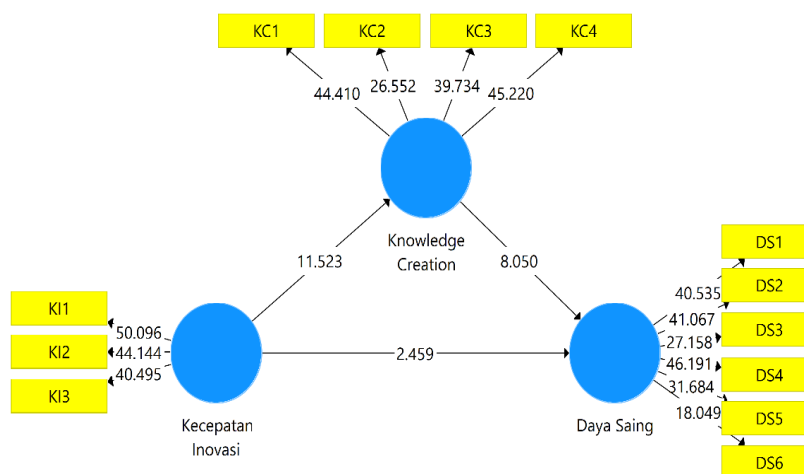 KC1
KC2
KC3
KC4
44.410
26.552
39.734
45.220
Knowledge
Creation
11.523
8.050
KI1
KI2
KI3
50.096
44.144
40.495
Kecepatan
Inovasi
2.459
Daya Saing
40.535
41.067
27.158
46.191
31.684
18.049
DS1
DS2
DS3
DS4
DS5
DS6